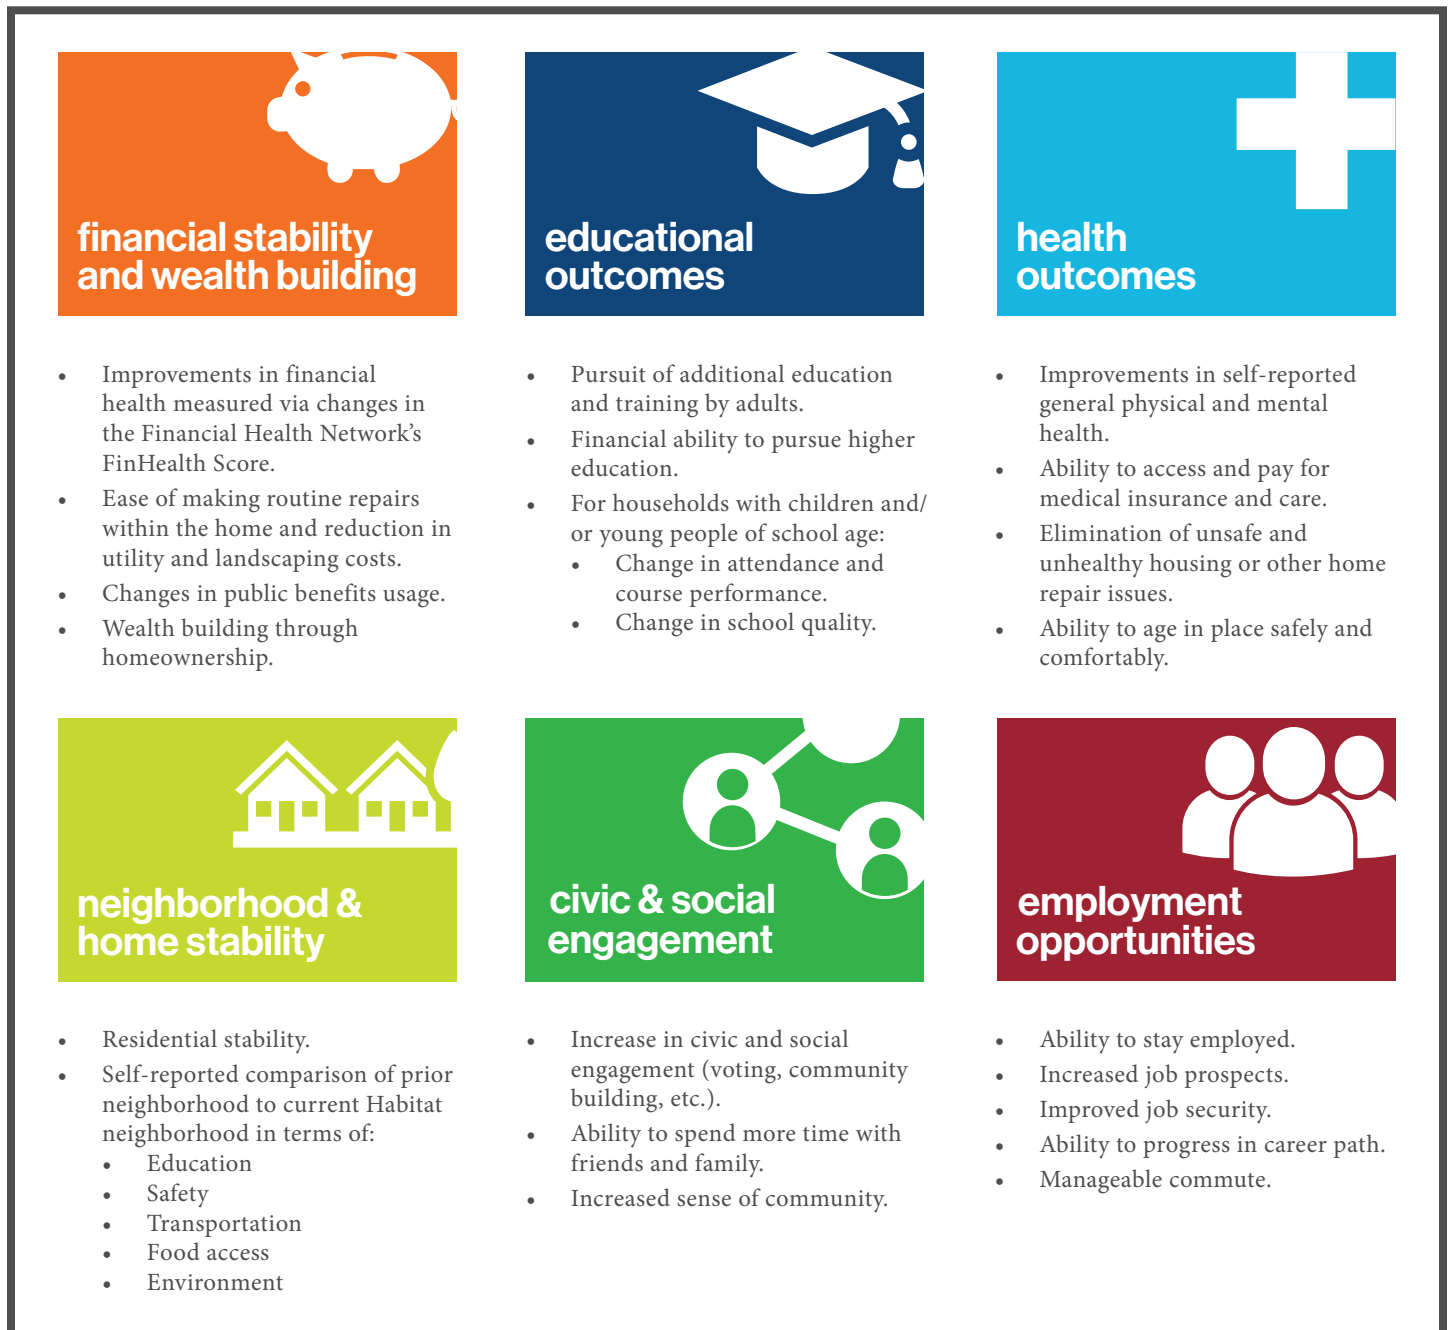 financial stability
and wealth building
• Improvements in financial
health measured via changes in
the Financial Health Network’s
FinHealth Score.
• Ease of making routine repairs
within the home and reduction in
utility and landscaping costs.
• Changes in public benefits usage.
• Wealth building through
homeownership.
educational
outcomes
• Pursuit of additional education
and training by adults.
• Financial ability to pursue higher
education.
• For households with children and/
or young people of school age:
• Change in attendance and
course performance.
• Change in school quality.
health
outcomes
• Improvements in self-reported
general physical and mental
health.
• Ability to access and pay for
medical insurance and care.
• Elimination of unsafe and
unhealthy housing or other home
repair issues.
• Ability to age in place safely and
comfortably.
neighborhood &
home stability
• Residential stability.
• Self-reported comparison of prior
neighborhood to current Habitat
neighborhood in terms of:
• Education
• Safety
• Transportation
• Food access
• Environment
civic & social
engagement
• Increase in civic and social
engagement (voting, community
building, etc.).
• Ability to spend more time with
friends and family.
• Increased sense of community.
employment
opportunities
• Ability to stay employed.
• Increased job prospects.
• Improved job security.
• Ability to progress in career path.
• Manageable commute.